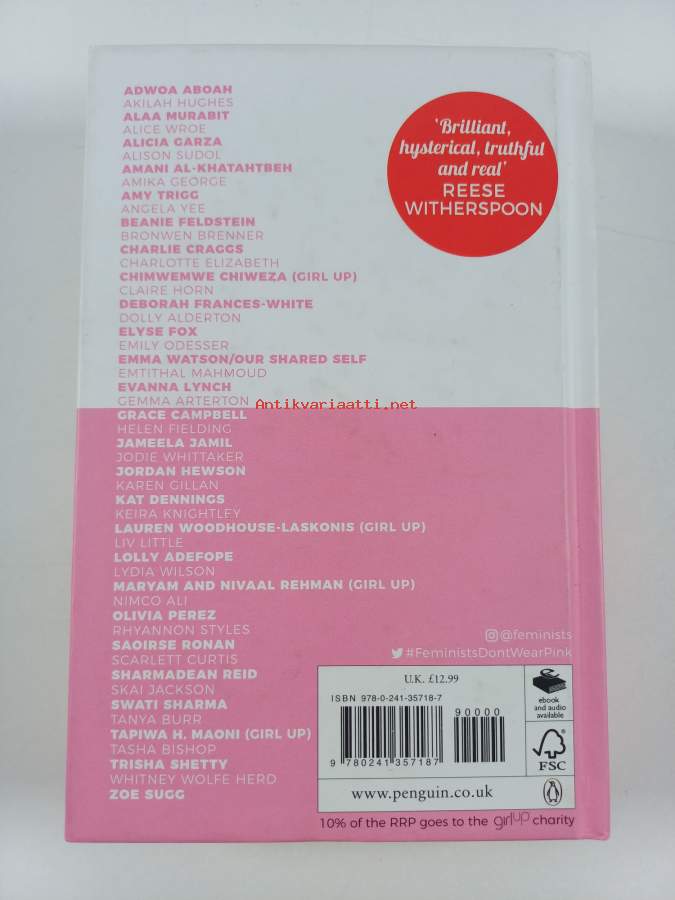 ADWOA ABOAH
AKILAH HUGHES
ALAA MURABIT
ALICE WROE
ALICIA GARZA
ALISON SUDOL
AMANI AL-KHATAHTBEH
AMIKA GEORGE
AMY TRIGG
ANGELA YEE
BEANIE FELDSTEIN
BRONWEN BRENNER
CHARLIE CRAGGS
CHARLOTTE ELIZABETH
CHIMWEMWE CHIWEZA (GIRL UP)
CLAIRE HORN
DEBORAH FRANCES-WHITE
DOLLY ALDERTON
ELYSE FOX
EMILY ODESSER
EMMA WATSON/OUR SHARED SELF
EMTITHAL MAHMOUD
EVANNA LYNCH
GEMMA ARTERTON
GRACE CAMPBELL
HELEN FIELDING
JAMEELA JAMIL
JODIE WHITTAKER
JORDAN HEWSON
KAREN GILLAN
KAT DENNINGS
KEIRA KNIGHTLEY
LAUREN WOODHOUSE-LASKONIS (GIRL UP)
LIV LITTLE
LOLLY ADEFOPE
LYDIA WILSON
MARYAM AND NIVAAL REHMAN (GIRL UP)
NIMCO ALI
OLIVIA PEREZ
RHYANNON STYLES
SAOIRSE RONAN
SCARLETT CURTIS
SHARMADEAN REID
SKAI JACKSON
SWATI SHARMA
TANYA BURR
TAPIWA H. MAONI (GIRL UP)
TASHA BISHOP
TRISHA SHETTY
WHITNEY WOLFE HERD
ZOE SUGG
'Brilliant,
hysterical, truthful
and real'
REESE
WITHERSPOON
Antikvariaatti.net
@feminists
#FeministsDontWearPink
U.K. £12.99
ISBN 978-0-241-35718-7
90000
9 780241 357187
www.penguin.co.uk
ebook
and audio
available
FSC
10% of the RRP goes to the girlup charity